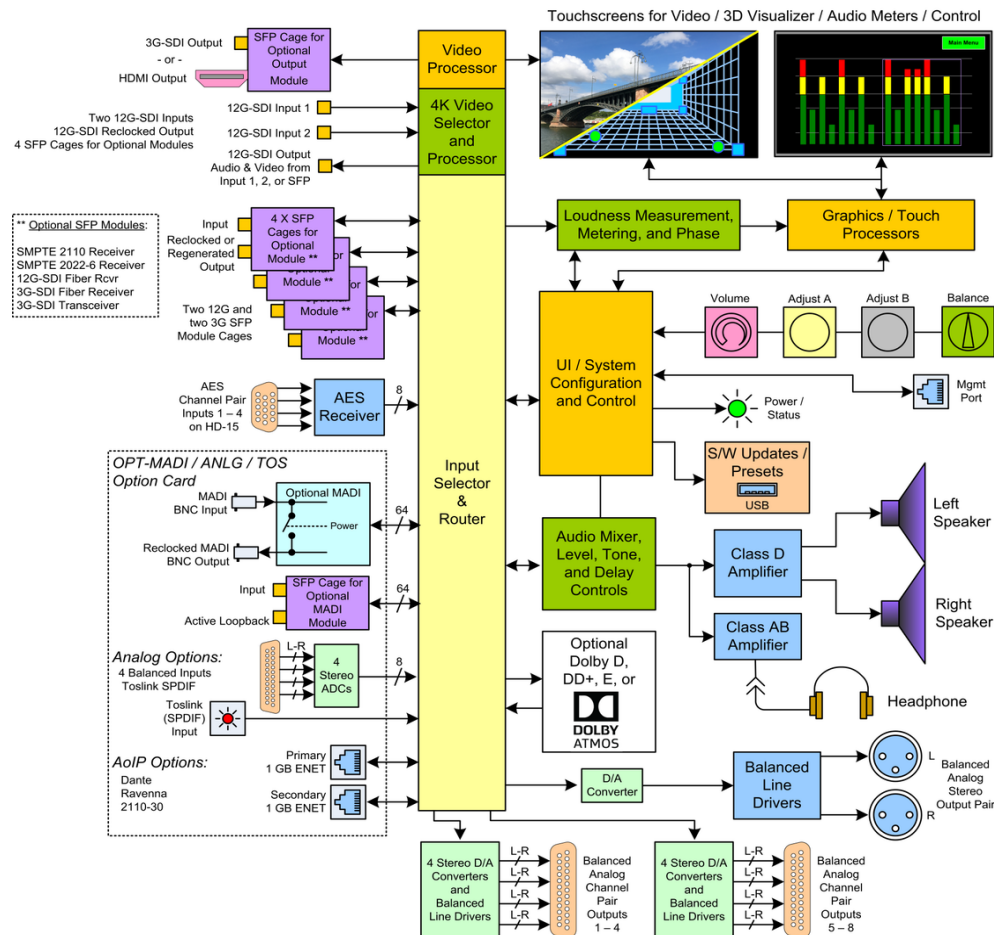 Touchscreens for Video / 3D Visualizer / Audio Meters / Control
3G-SDI Output
- or -
HDMI Output
SFP Cage for
Optional
Output
Module
Video
Processor
Main Menu
Two 12G-SDI Inputs
12G-SDI Reclocked Output
4 SFP Cages for Optional Modules
12G-SDI Input 1
12G-SDI Input 2
12G-SDI Output
Audio & Video from
Input 1, 2, or SFP
4K Video
Selector
and
Processor
** Optional SFP Modules:
SMPTE 2110 Receiver
SMPTE 2022-6 Receiver
12G-SDI Fiber Rcvr
3G-SDI Fiber Receiver
3G-SDI Transceiver
Input
Reclocked or
Regenerated
Output
Two 12G and
two 3G SFP
Module Cages
4 X SFP
Cages for
Optional
Module **
or
Module **
or
Module **
or
Module **
Loudness Measurement,
Metering, and Phase
Graphics / Touch
Processors
Volume
Adjust A
Adjust B
Balance
UI / System
Configuration
and Control
Mgmt
Port
Power /
Status
S/W Updates /
Presets
USB
AES
Channel Pair
Inputs 1 – 4
on HD-15
AES
Receiver
8
Input
Selector
&
Router
OPT-MADI / ANLG / TOS
Option Card
MADI
BNC Input
Reclocked MADI
BNC Output
Optional MADI
Power
64
Input
Active Loopback
SFP Cage for
Optional
MADI
Module
64
Analog Options:
4 Balanced Inputs
Toslink SPDIF
L-R
4
Stereo
ADCs
8
Toslink
(SPDIF)
Input
AoIP Options:
Dante
Ravenna
2110-30
Primary
1 GB ENET
Secondary
1 GB ENET
Audio Mixer,
Level, Tone,
and Delay
Controls
Class D
Amplifier
Class AB
Amplifier
Left
Speaker
Right
Speaker
Headphone
Optional
Dolby D,
DD+, E, or
DOLBY
ATMOS
D/A
Converter
Balanced
Line
Drivers
L
R
Balanced
Analog
Stereo
Output Pair
4 Stereo D/A
Converters
and
Balanced
Line Drivers
L-R
L-R
L-R
L-R
Balanced
Analog
Channel
Pair
Outputs
1 – 4
4 Stereo D/A
Converters
and
Balanced
Line Drivers
L-R
L-R
L-R
L-R
Balanced
Analog
Channel
Pair
Outputs
5 – 8